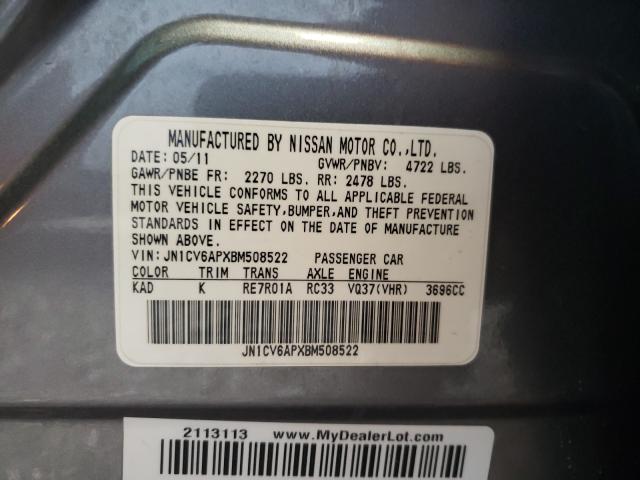 MANUFACTURED BY NISSAN MOTOR CO.,LTD.
DATE: 05/11 GVWR/PNBV: 4722 LBS.
GAWR/PNBE FR: 2270 LBS. RR: 2478 LBS.
THIS VEHICLE CONFORMS TO ALL APPLICABLE FEDERAL
MOTOR VEHICLE SAFETY,BUMPER,AND THEFT PREVENTION
STANDARDS IN EFFECT ON THE DATE OF MANUFACTURE
SHOWN ABOVE.
VIN: JN1CV6APXBM508522 PASSENGER CAR
COLOR TRIM TRANS AXLE ENGINE
KAD K RE7R01A RC33 VQ37(VHR) 3696CC
JN1CV6APXBM508522
2113113 www.MyDealerLot.com